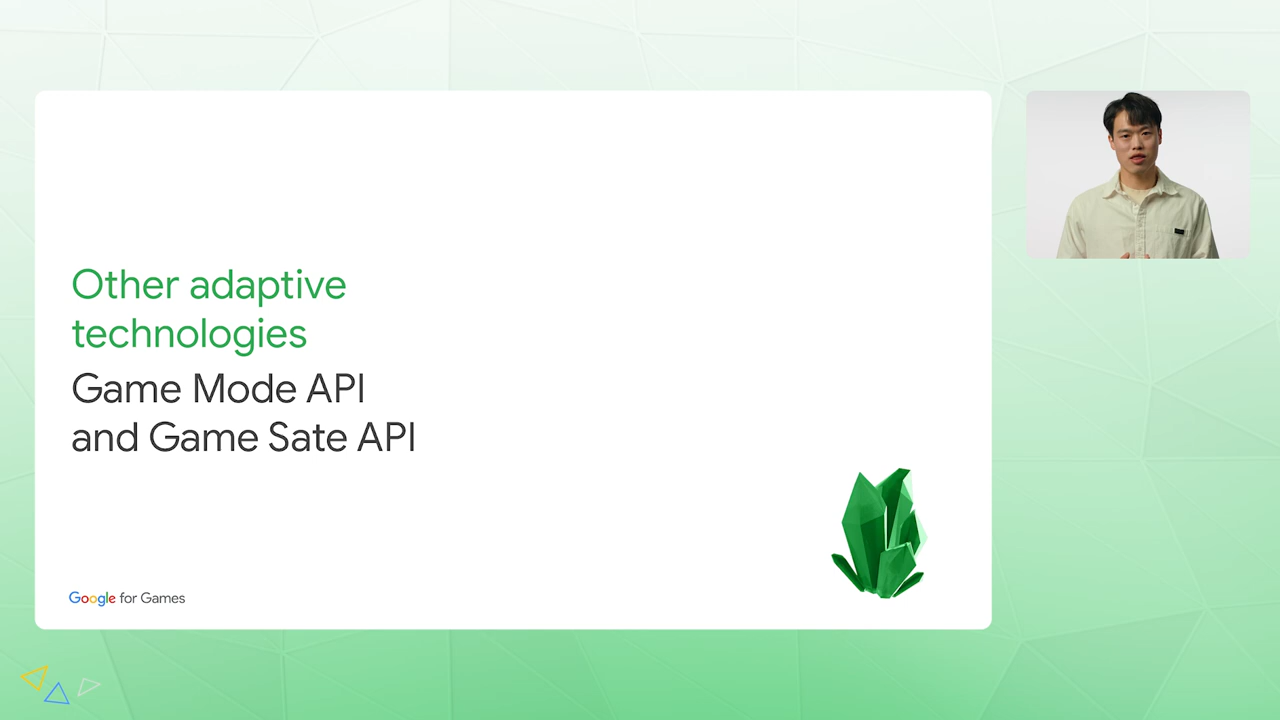 Other adaptive
technologies
Game Mode API
and Game Sate API
Google for Games